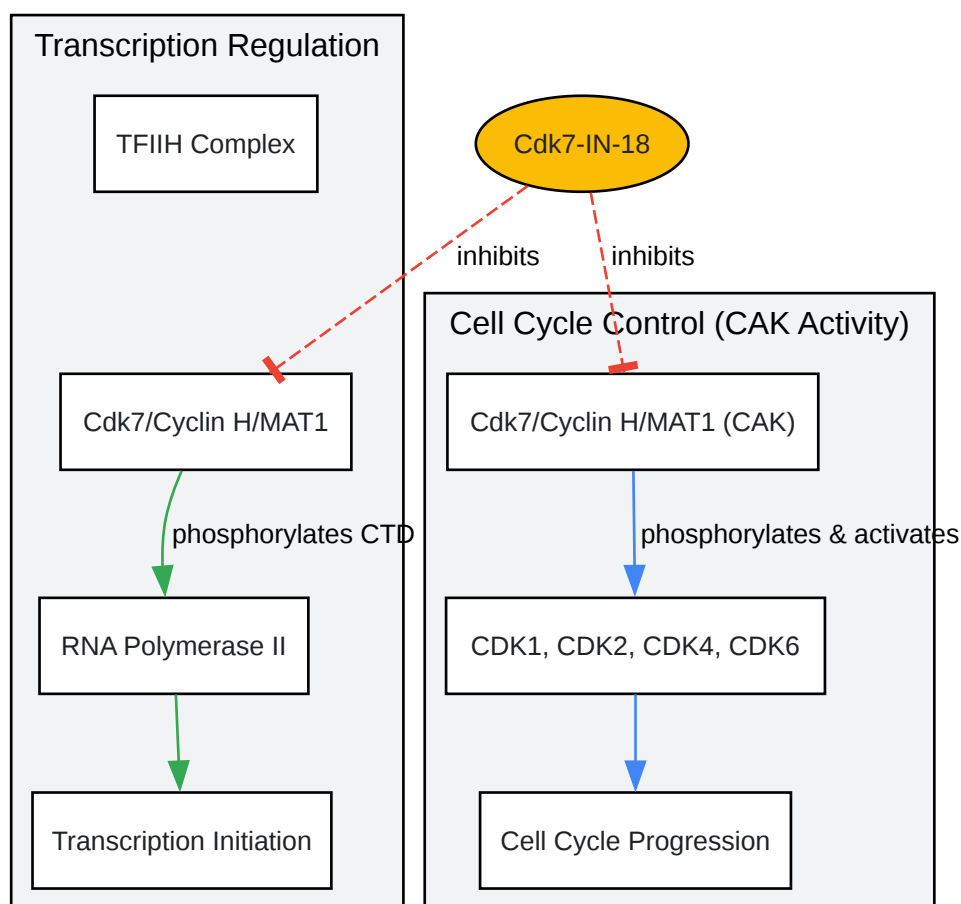 Transcription Regulation
TFIIH Complex
Cdk7-IN-18
inhibits
inhibits
Cell Cycle Control (CAK Activity)
Cdk7/Cyclin H/MAT1
Cdk7/Cyclin H/MAT1 (CAK)
phosphorylates CTD
phosphorylates & activates
RNA Polymerase II
CDK1, CDK2, CDK4, CDK6
Transcription Initiation
Cell Cycle Progression